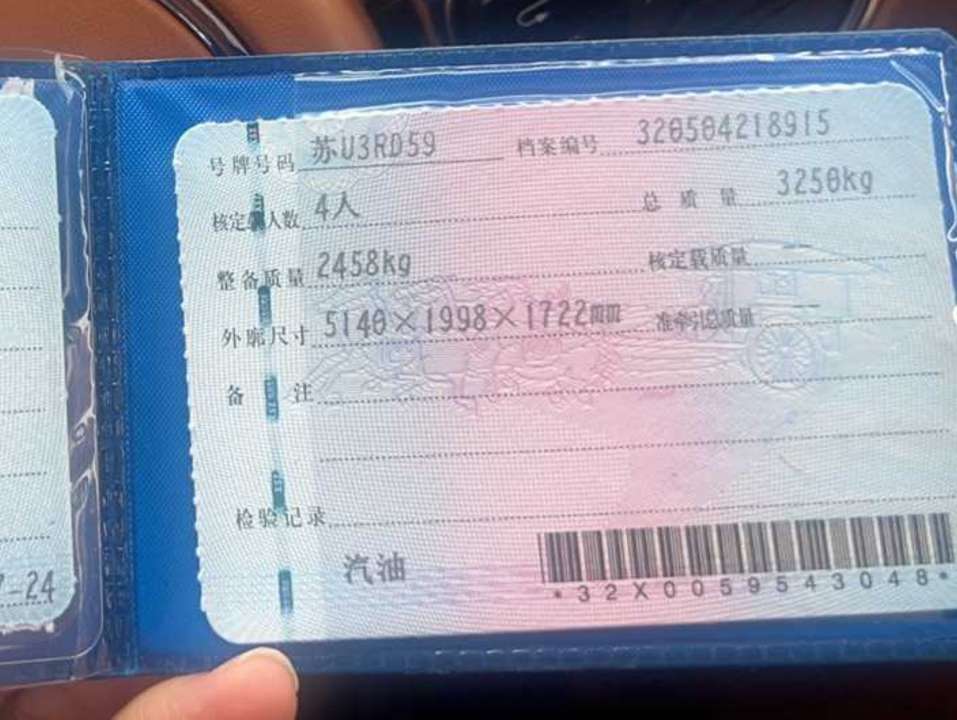 号牌号码 苏U3RD59 档案编号 320504218915
核定载人数 4人 总质量 3250kg
整备质量 2458kg 核定载质量 --
外廓尺寸 5140×1998×1722mm 准牵引总质量 --
备注
检验记录
汽油
*32X0059543048*
7-24